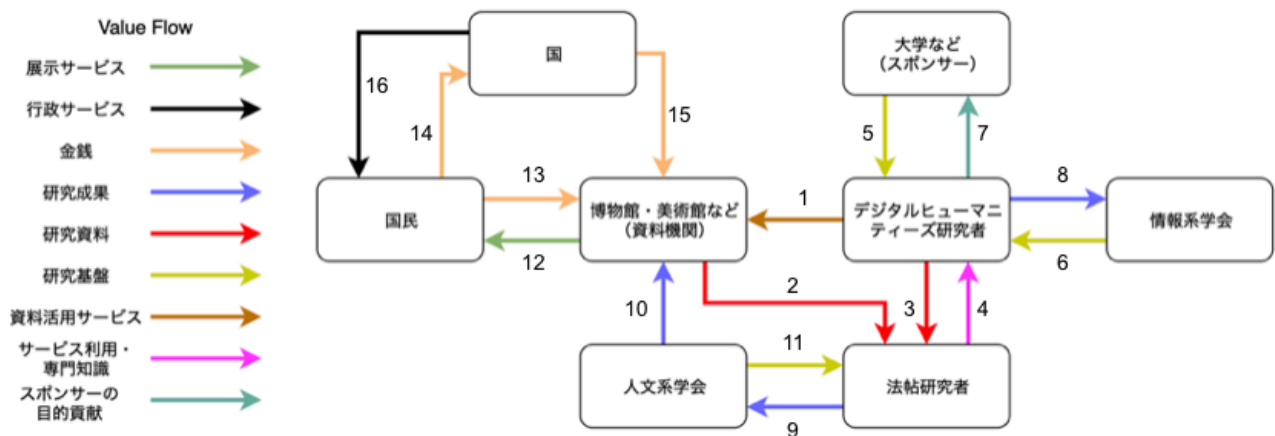 Value Flow
展示サービス
行政サービス
金銭
研究成果
研究資料
研究基盤
資料活用サービス
サービス利用・
専門知識
スポンサーの
目的貢献
国
大学など
（スポンサー）
16
14
15
5
7
国民
13
12
博物館・美術館など
（資料機関）
1
デジタルヒューマニ
ティーズ研究者
8
6
情報系学会
10
2
3
4
人文系学会
11
9
法帖研究者